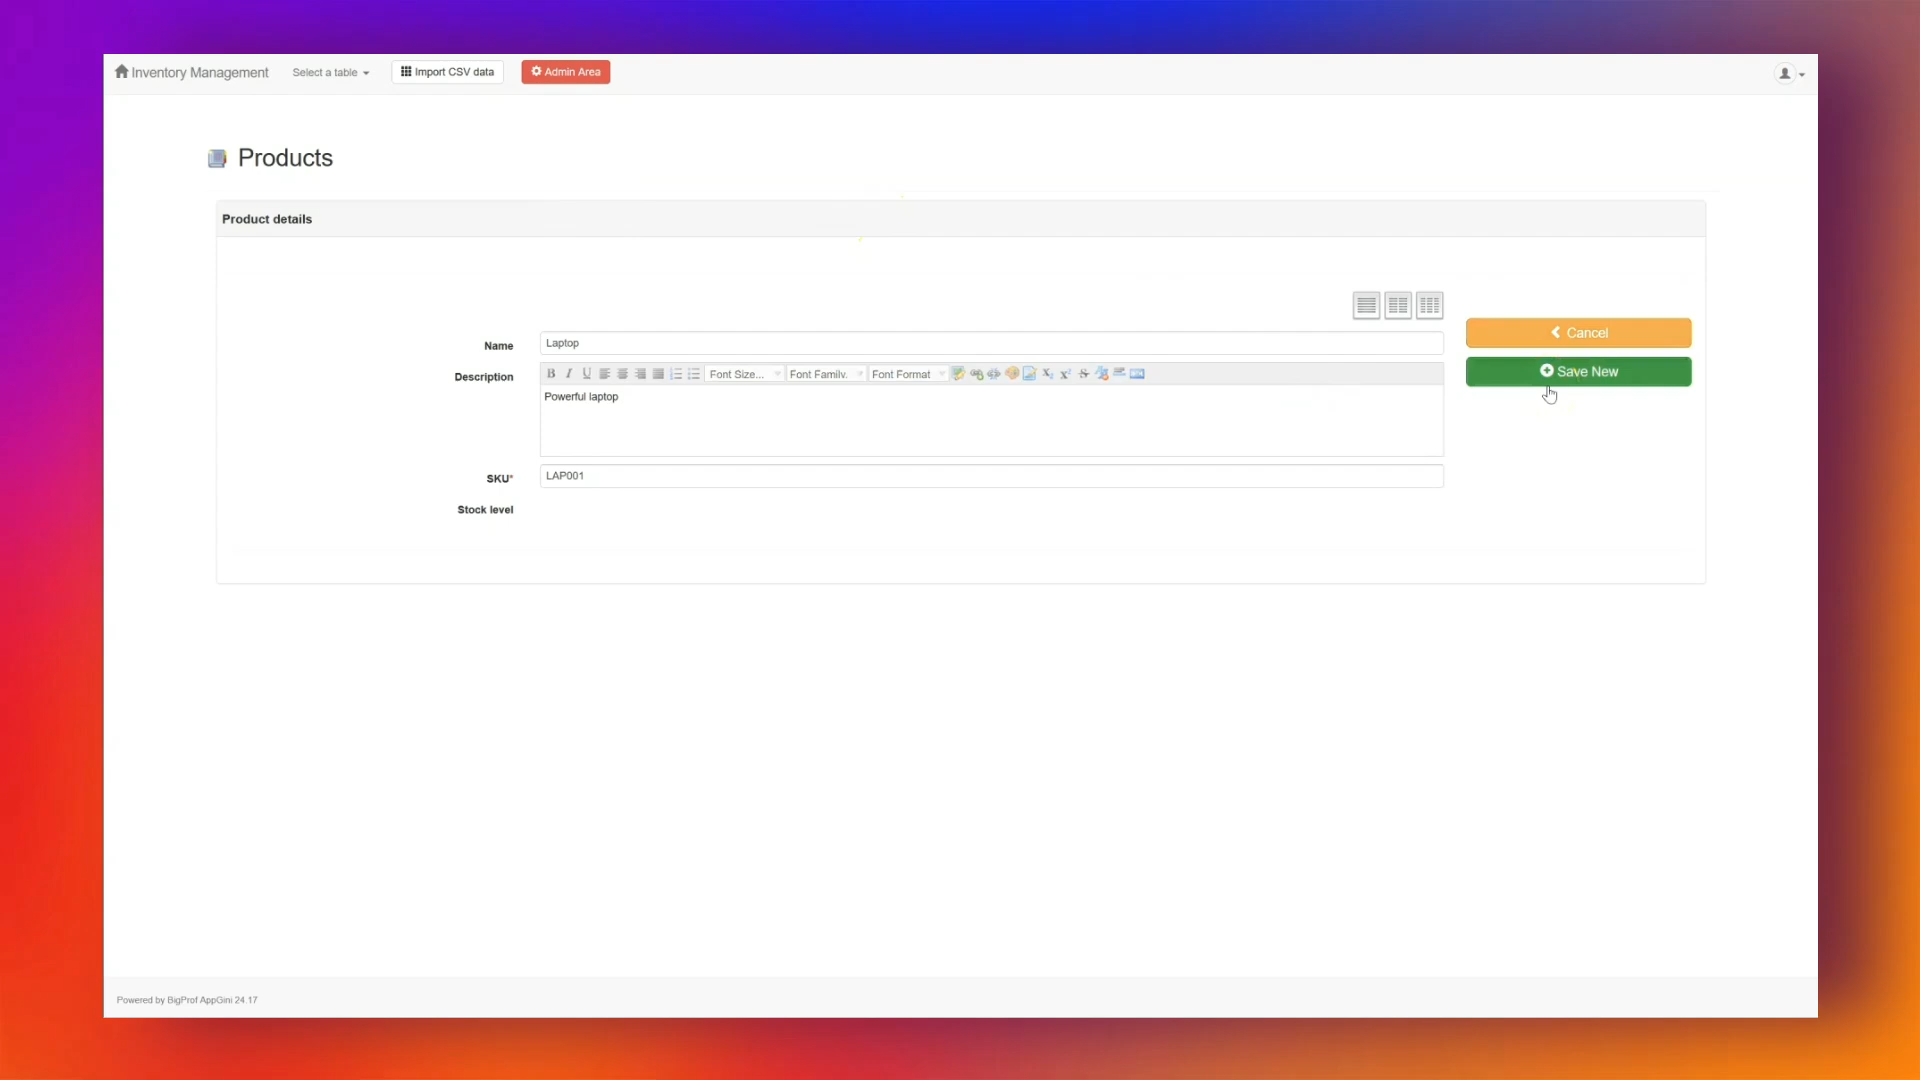 Inventory Management Select a table Import CSV data Admin Area
Products
Product details
Cancel
Name Laptop
Save New
Description B I U Font Size... Font Family. Font Format
Powerful laptop
SKU* LAP001
Stock level
Powered by BigProf AppGini 24.17